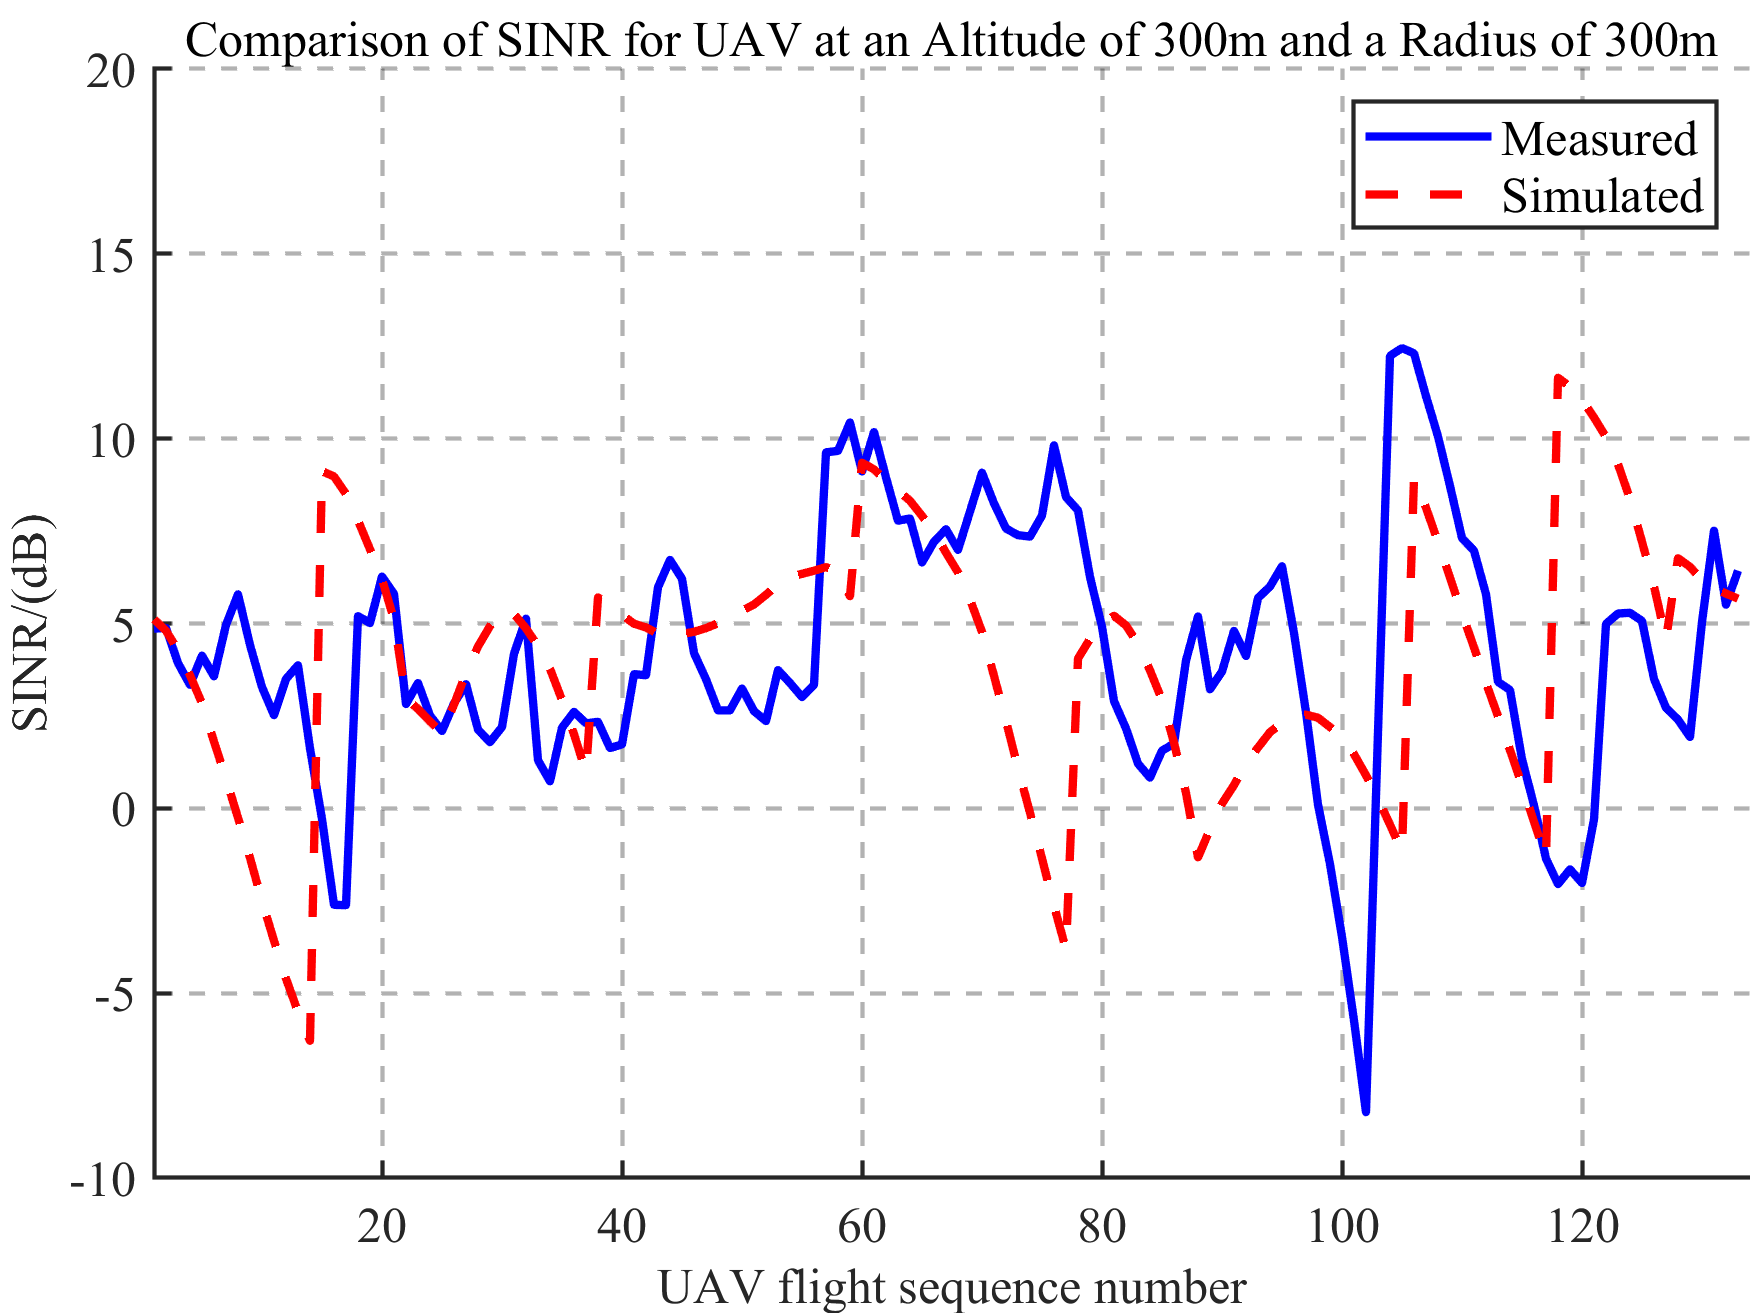 Comparison of SINR for UAV at an Altitude of 300m and a Radius of 300m
20
15
10
5
0
-5
-10
SINR/(dB)
Measured
Simulated
20 40 60 80 100 120
UAV flight sequence number